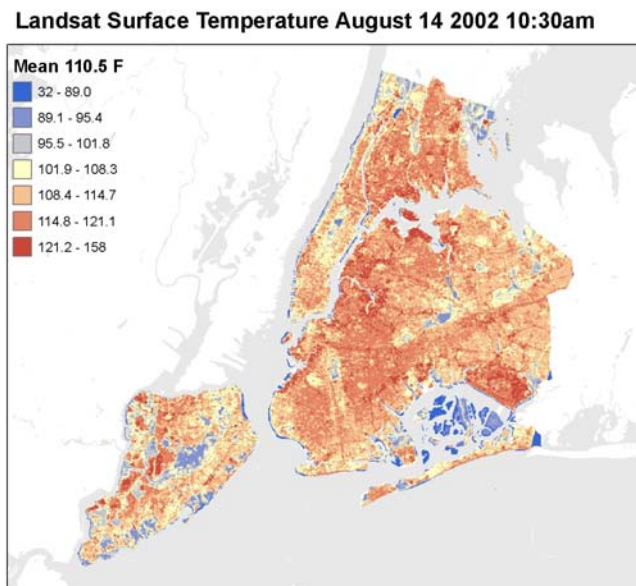 Landsat Surface Temperature August 14 2002 10:30am
Mean 110.5 F
32 - 89.0
89.1 - 95.4
95.5 - 101.8
101.9 - 108.3
108.4 - 114.7
114.8 - 121.1
121.2 - 158